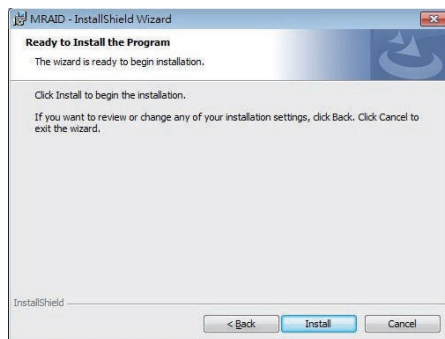 MRAID - InstallShield Wizard
Ready to Install the Program
The wizard is ready to begin installation.
Click Install to begin the installation.
If you want to review or change any of your installation settings, click Back. Click Cancel to
exit the wizard.
InstallShield
< Back
Install
Cancel